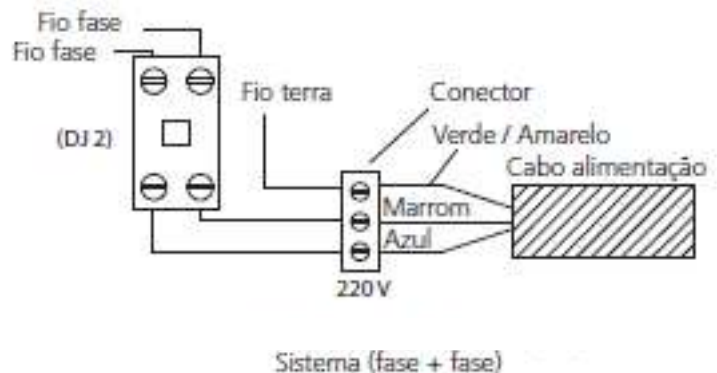 Fio fase
Fio fase
(DJ 2)
Fio terra
Conector
Verde / Amarelo
Cabo alimentação
Marrom
Azul
220 V
Sistema (fase + fase)